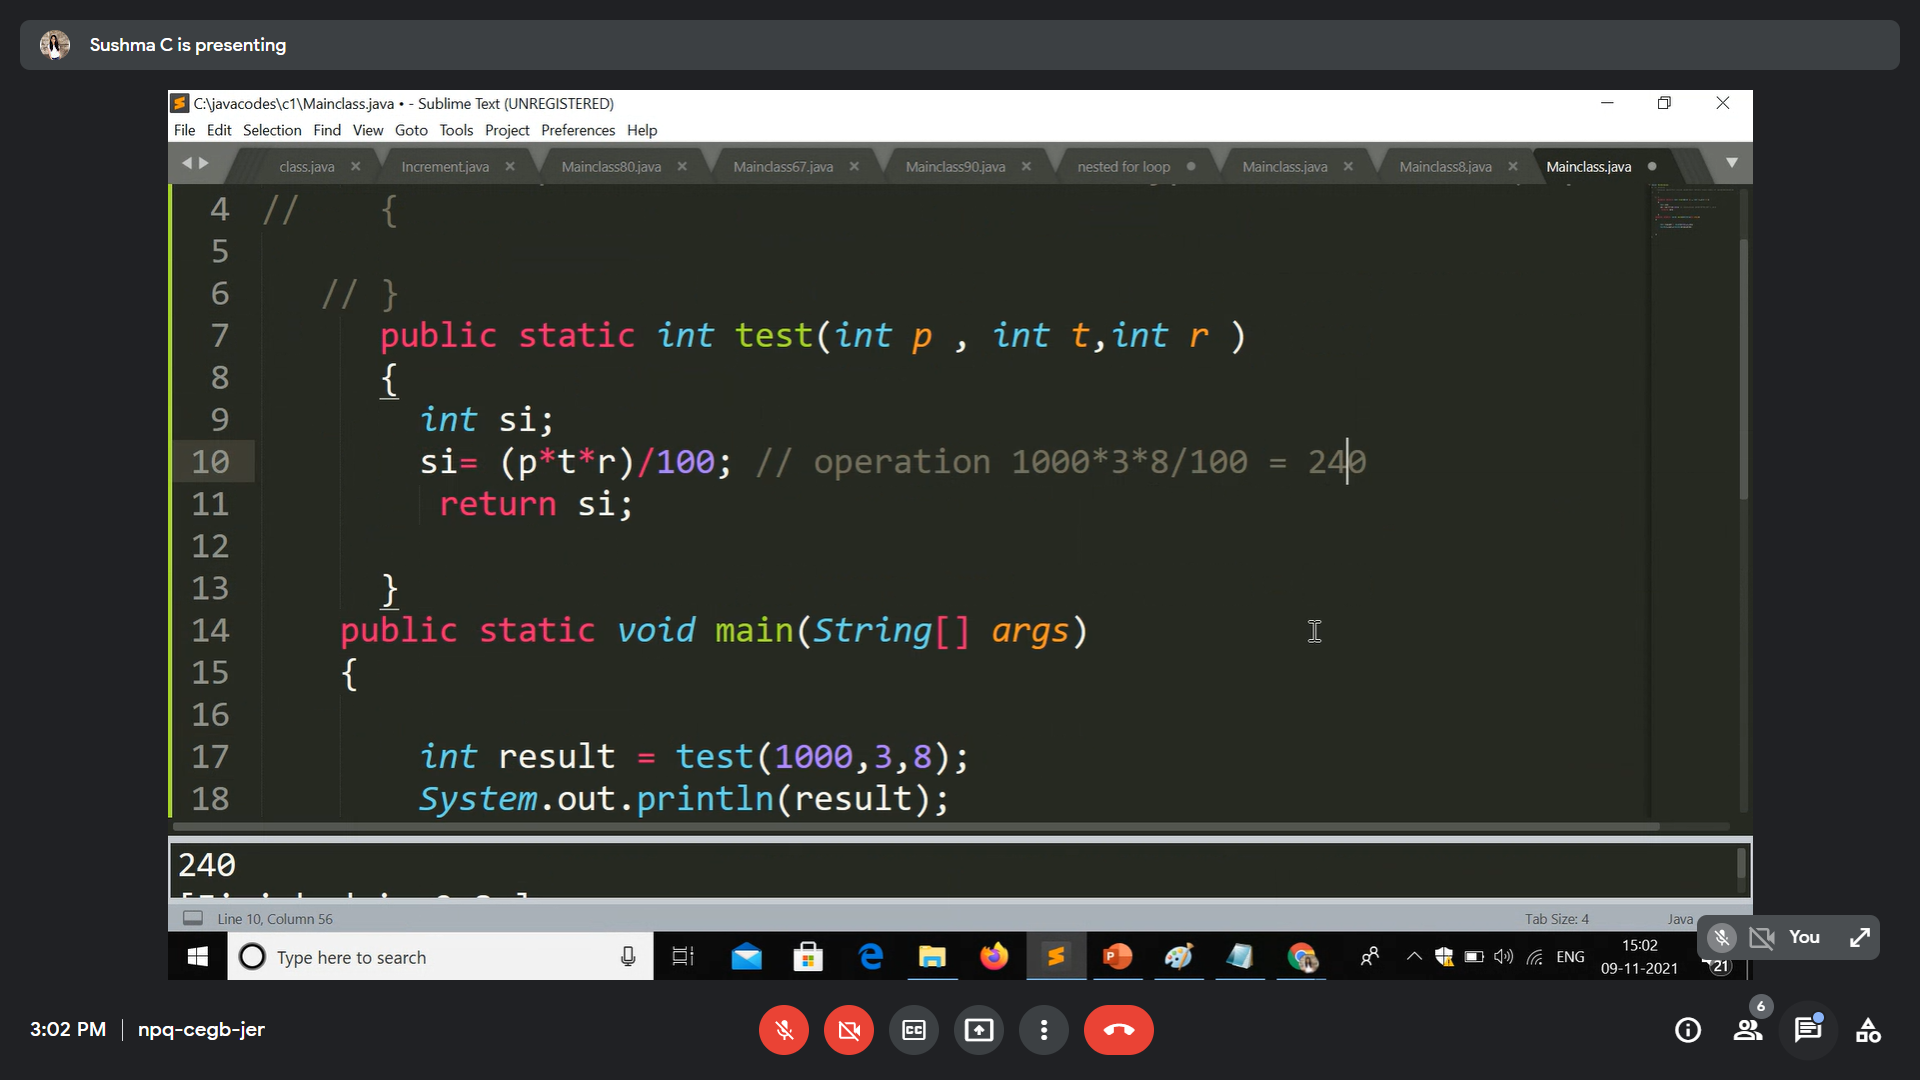 Sushma C is presenting
C:\javacodes\c1\Mainclass.java • - Sublime Text (UNREGISTERED)
File Edit Selection Find View Goto Tools Project Preferences Help
class.java Increment.java Mainclass80.java Mainclass67.java Mainclass90.java nested for loop Mainclass.java Mainclass8.java Mainclass.java
4 // {
5
6 // }
7 public static int test(int p , int t,int r )
8 {
9 int si;
10 si= (p*t*r)/100; // operation 1000*3*8/100 = 240
11 return si;
12
13 }
14 public static void main(String[] args)
15 {
16
17 int result = test(1000,3,8);
18 System.out.println(result);
240
Line 10, Column 56 Tab Size: 4 Java
You
Type here to search
ENG
15:02
09-11-2021
21
3:02 PM | npq-cegb-jer
CC
6